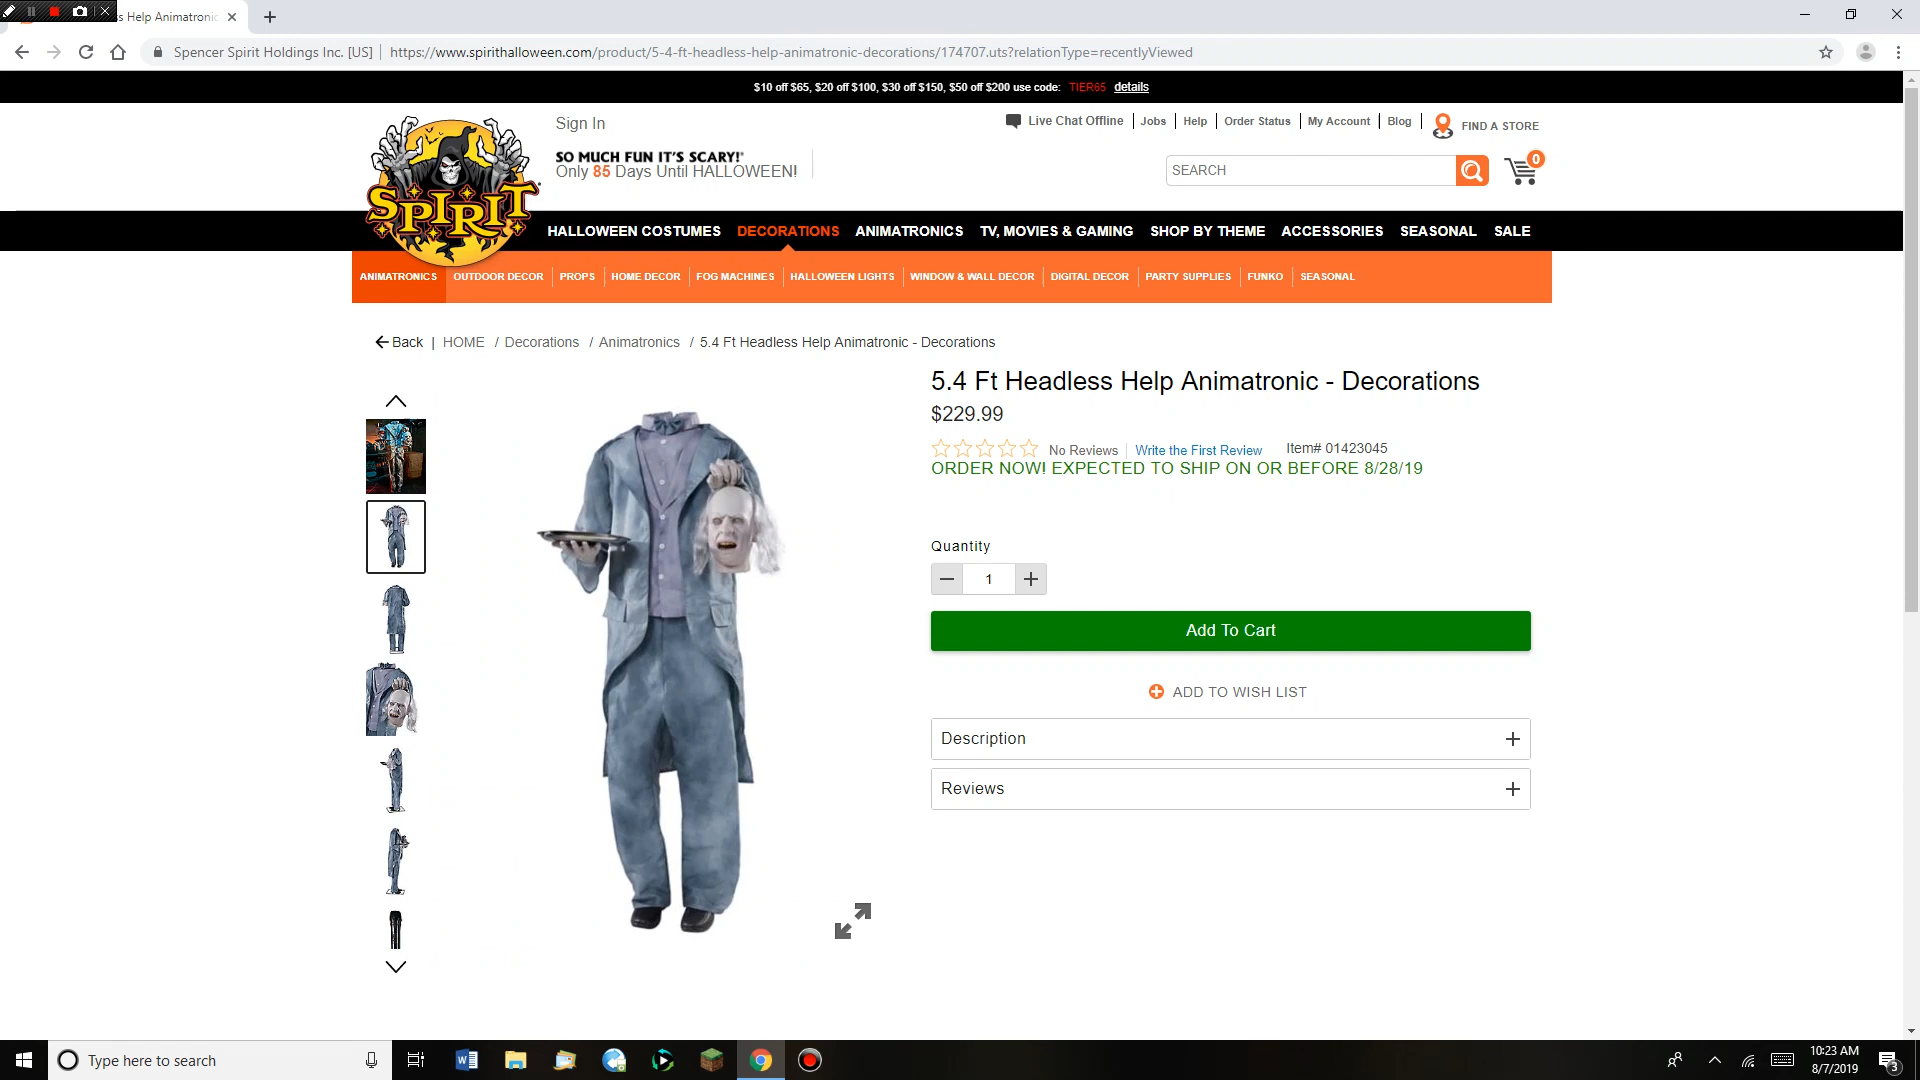 s Help Animatronic
Spencer Spirit Holdings Inc. [US] | https://www.spirithalloween.com/product/5-4-ft-headless-help-animatronic-decorations/174707.uts?relationType=recentlyViewed
$10 off $65, $20 off $100, $30 off $150, $50 off $200 use code: TIER65 details
SPIRIT
Sign In
Live Chat Offline | Jobs | Help | Order Status | My Account | Blog | FIND A STORE
SO MUCH FUN IT'S SCARY!
Only 85 Days Until HALLOWEEN!
SEARCH
0
HALLOWEEN COSTUMES DECORATIONS ANIMATRONICS TV, MOVIES & GAMING SHOP BY THEME ACCESSORIES SEASONAL SALE
ANIMATRONICS OUTDOOR DECOR PROPS HOME DECOR FOG MACHINES HALLOWEEN LIGHTS WINDOW & WALL DECOR DIGITAL DECOR PARTY SUPPLIES FUNKO SEASONAL
Back | HOME / Decorations / Animatronics / 5.4 Ft Headless Help Animatronic - Decorations
5.4 Ft Headless Help Animatronic - Decorations
$229.99
No Reviews | Write the First Review Item# 01423045
ORDER NOW! EXPECTED TO SHIP ON OR BEFORE 8/28/19
Quantity
1
Add To Cart
ADD TO WISH LIST
Description
Reviews
Type here to search
10:23 AM
8/7/2019
3